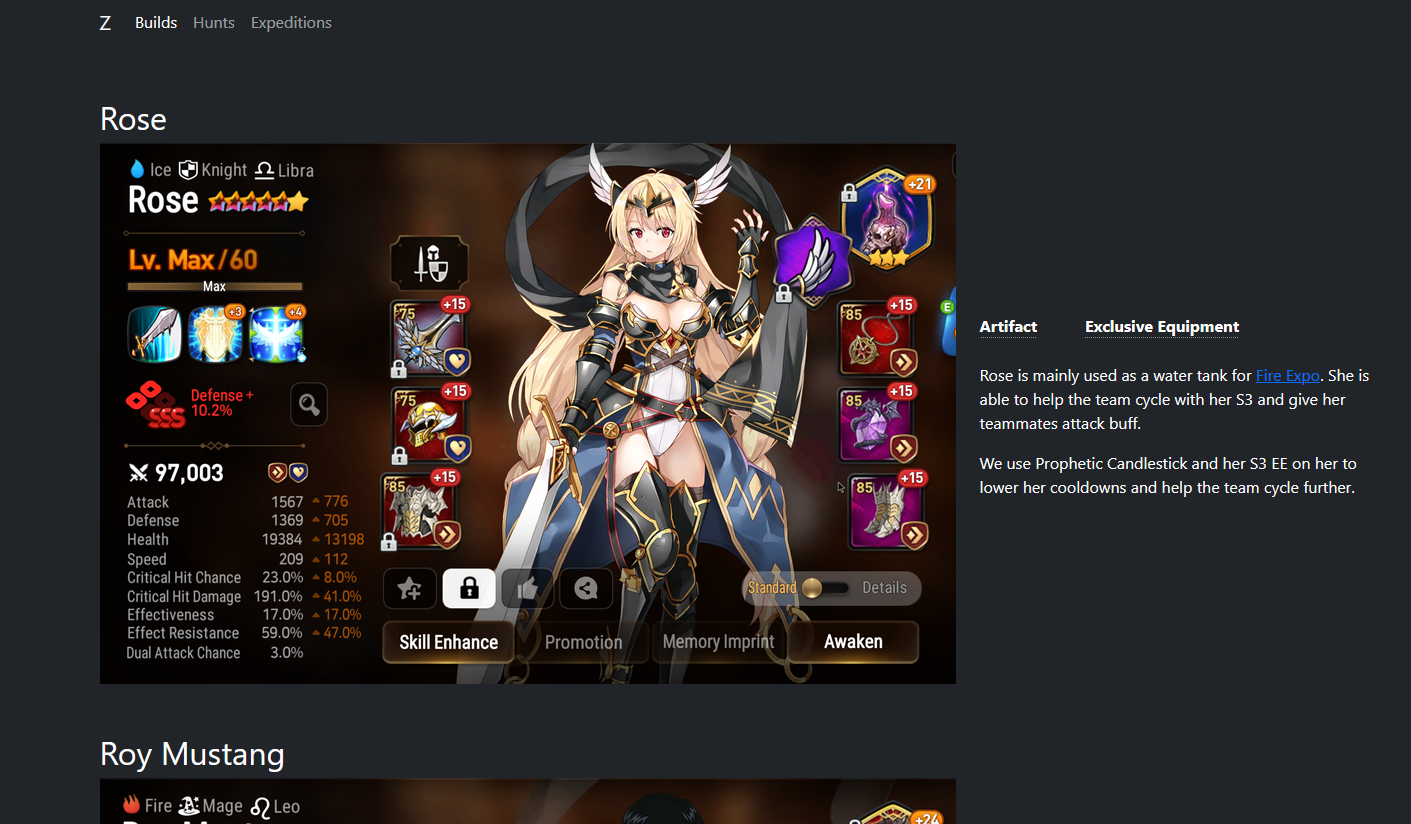 Z Builds Hunts Expeditions
Rose
Ice Knight Libra
Rose
Lv. Max/60
Max
+3 +4
SSS
Defense +
10.2%
97,003
Attack 1567 776
Defense 1369 705
Health 19384 13198
Speed 209 112
Critical Hit Chance 23.0% 8.0%
Critical Hit Damage 191.0% 41.0%
Effectiveness 17.0% 17.0%
Effect Resistance 59.0% 47.0%
Dual Attack Chance 3.0%
75 +15
75 +15
85 +15
+21
85 +15
85 +15
85 +15
E
Standard Details
Skill Enhance Promotion Memory Imprint Awaken
Artifact Exclusive Equipment
Rose is mainly used as a water tank for Fire Expo. She is
able to help the team cycle with her S3 and give her
teammates attack buff.
We use Prophetic Candlestick and her S3 EE on her to
lower her cooldowns and help the team cycle further.
Roy Mustang
Fire Mage Leo
+24